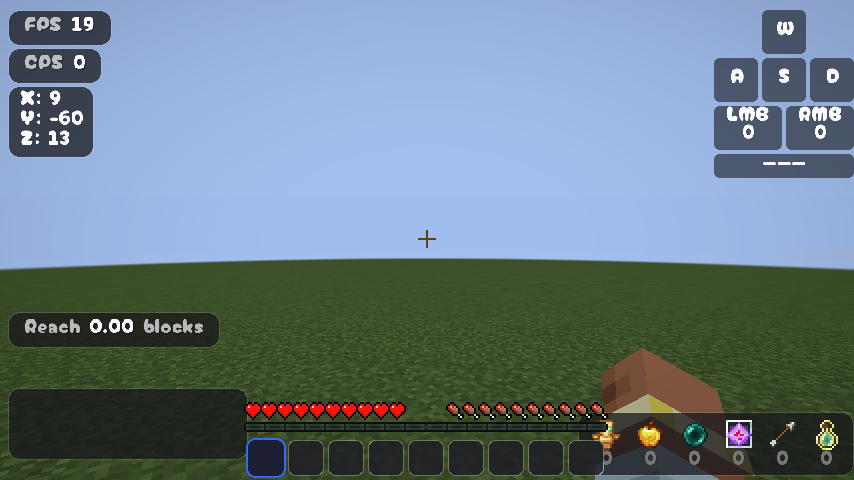 FPS 19
CPS 0
X: 9
Y: -60
Z: 13
W
A S D
LMB RMB
0 0
---
Reach 0.00 blocks
0 0 0 0 0 0